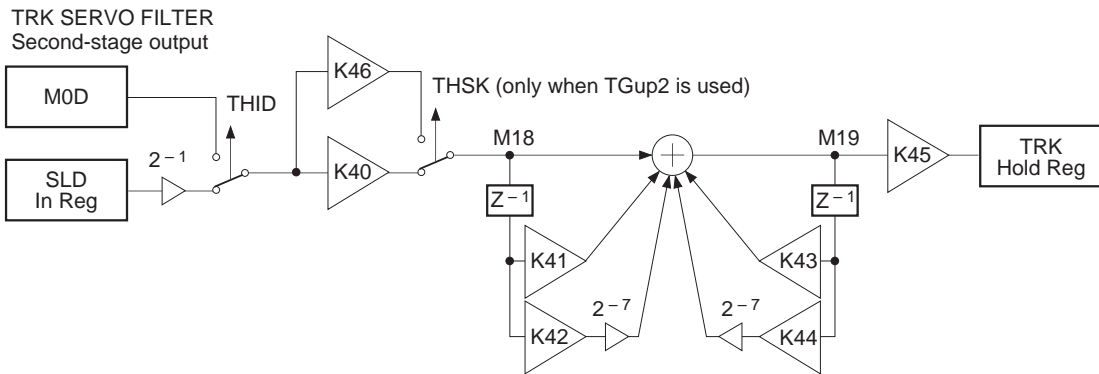 TRK SERVO FILTER
Second-stage output
M0D
SLD
In Reg
2⁻¹
THID
K46
K40
THSK (only when TGup2 is used)
M18
M19
K45
TRK
Hold Reg
Z⁻¹
Z⁻¹
K41
K43
K42
2⁻⁷
2⁻⁷
K44